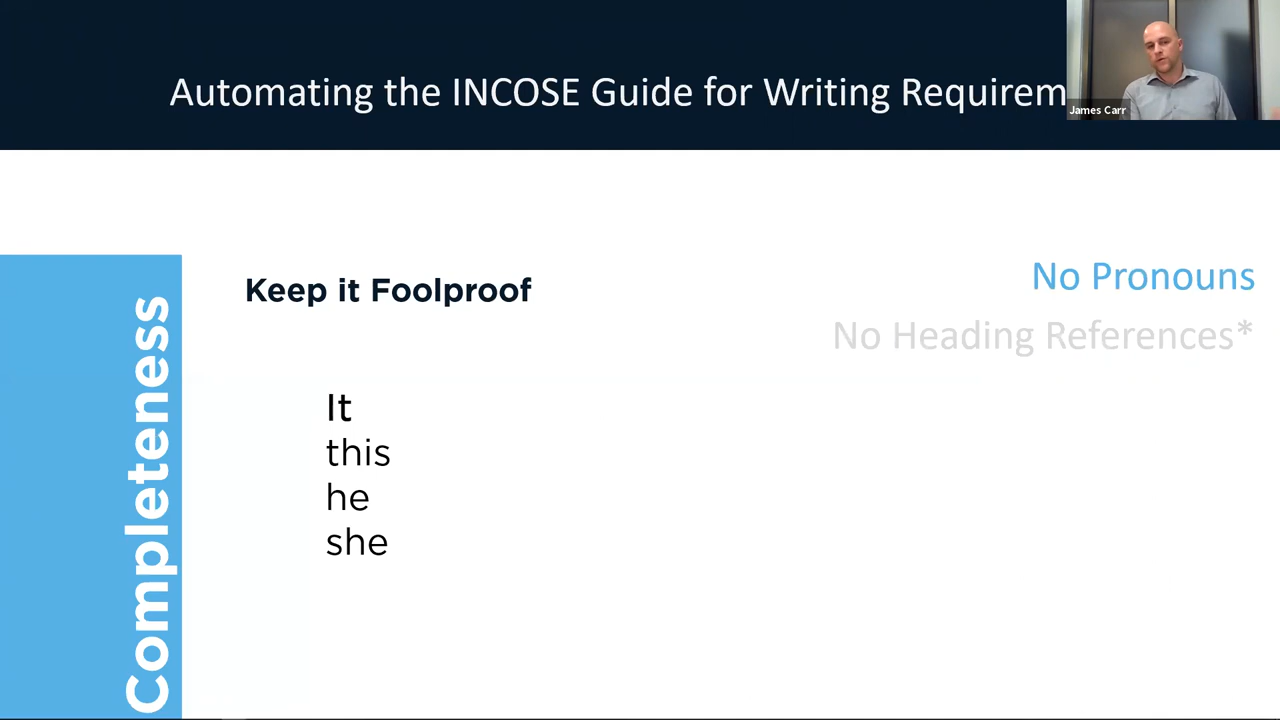 Automating the INCOSE Guide for Writing Requirem
James Carr
Completeness
Keep it Foolproof
No Pronouns
No Heading References*
It
this
he
she